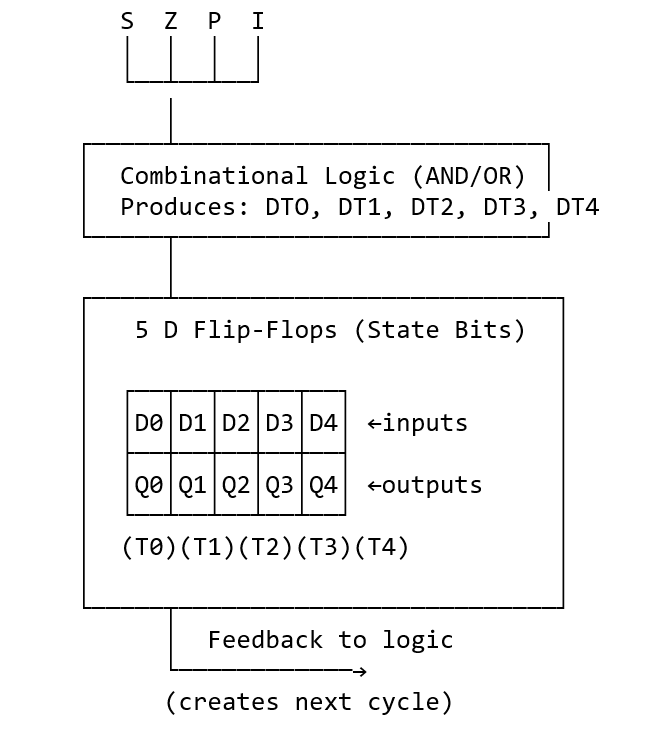 S Z P I
Combinational Logic (AND/OR)
Produces: DT0, DT1, DT2, DT3, DT4
5 D Flip-Flops (State Bits)
D0 D1 D2 D3 D4 ←inputs
Q0 Q1 Q2 Q3 Q4 ←outputs
(T0)(T1)(T2)(T3)(T4)
Feedback to logic
(creates next cycle)